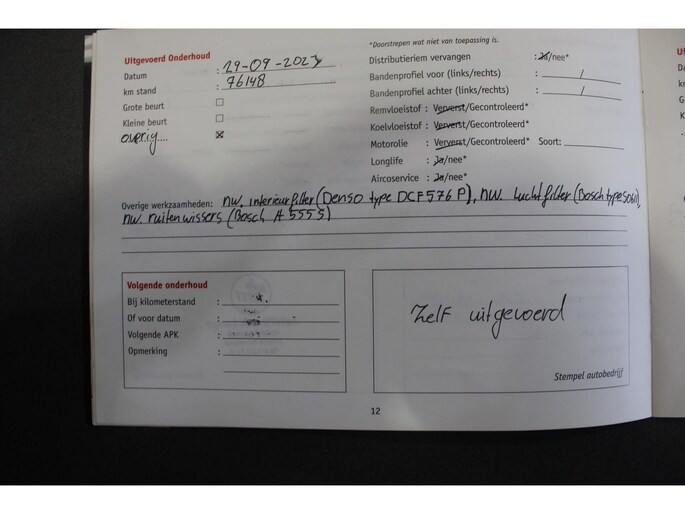 *Doorstrepen wat niet van toepassing is.
Uitgevoerd Onderhoud
Datum : 29-09-2023
km stand : 76148
Grote beurt
Kleine beurt
overig....
Distributieriem vervangen : Ja/nee*
Bandenprofiel voor (links/rechts) : /
Bandenprofiel achter (links/rechts) : /
Remvloeistof : Ververst/Gecontroleerd*
Koelvloeistof : Ververst/Gecontroleerd*
Motorolie : Ververst/Gecontroleerd* Soort:
Longlife : Ja/nee*
Aircoservice : Ja/nee*
Overige werkzaamheden: nw. interieurfilter (Denso type DCF576P), nw. luchtfilter (Bosch type
nw. ruitenwissers (Bosch A555S)
Volgende onderhoud
Bij kilometerstand :
Of voor datum :
Volgende APK :
Opmerking :
Zelf uitgevoerd
Stempel autobedrijf
12